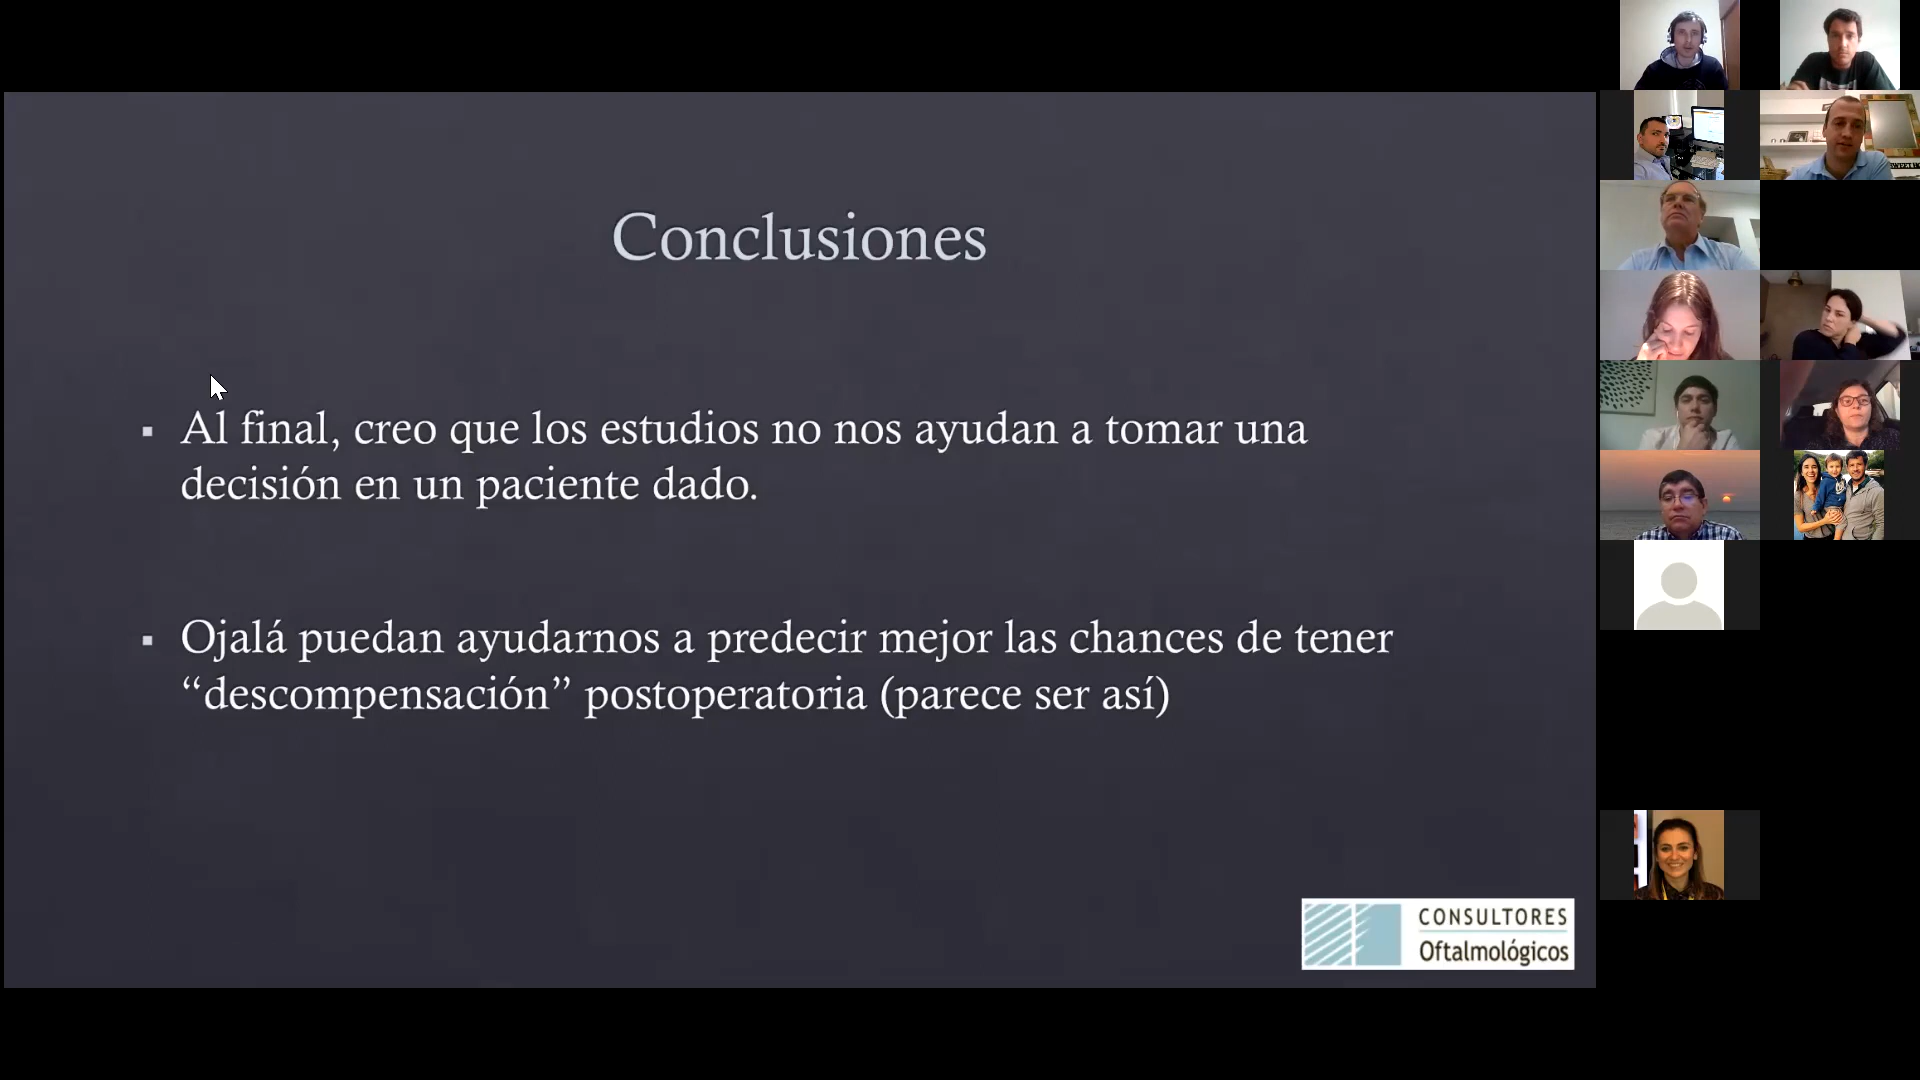 Conclusiones
▪ Al final, creo que los estudios no nos ayudan a tomar una
decisión en un paciente dado.
▪ Ojalá puedan ayudarnos a predecir mejor las chances de tener
“descompensación” postoperatoria (parece ser así)
CONSULTORES
Oftalmológicos